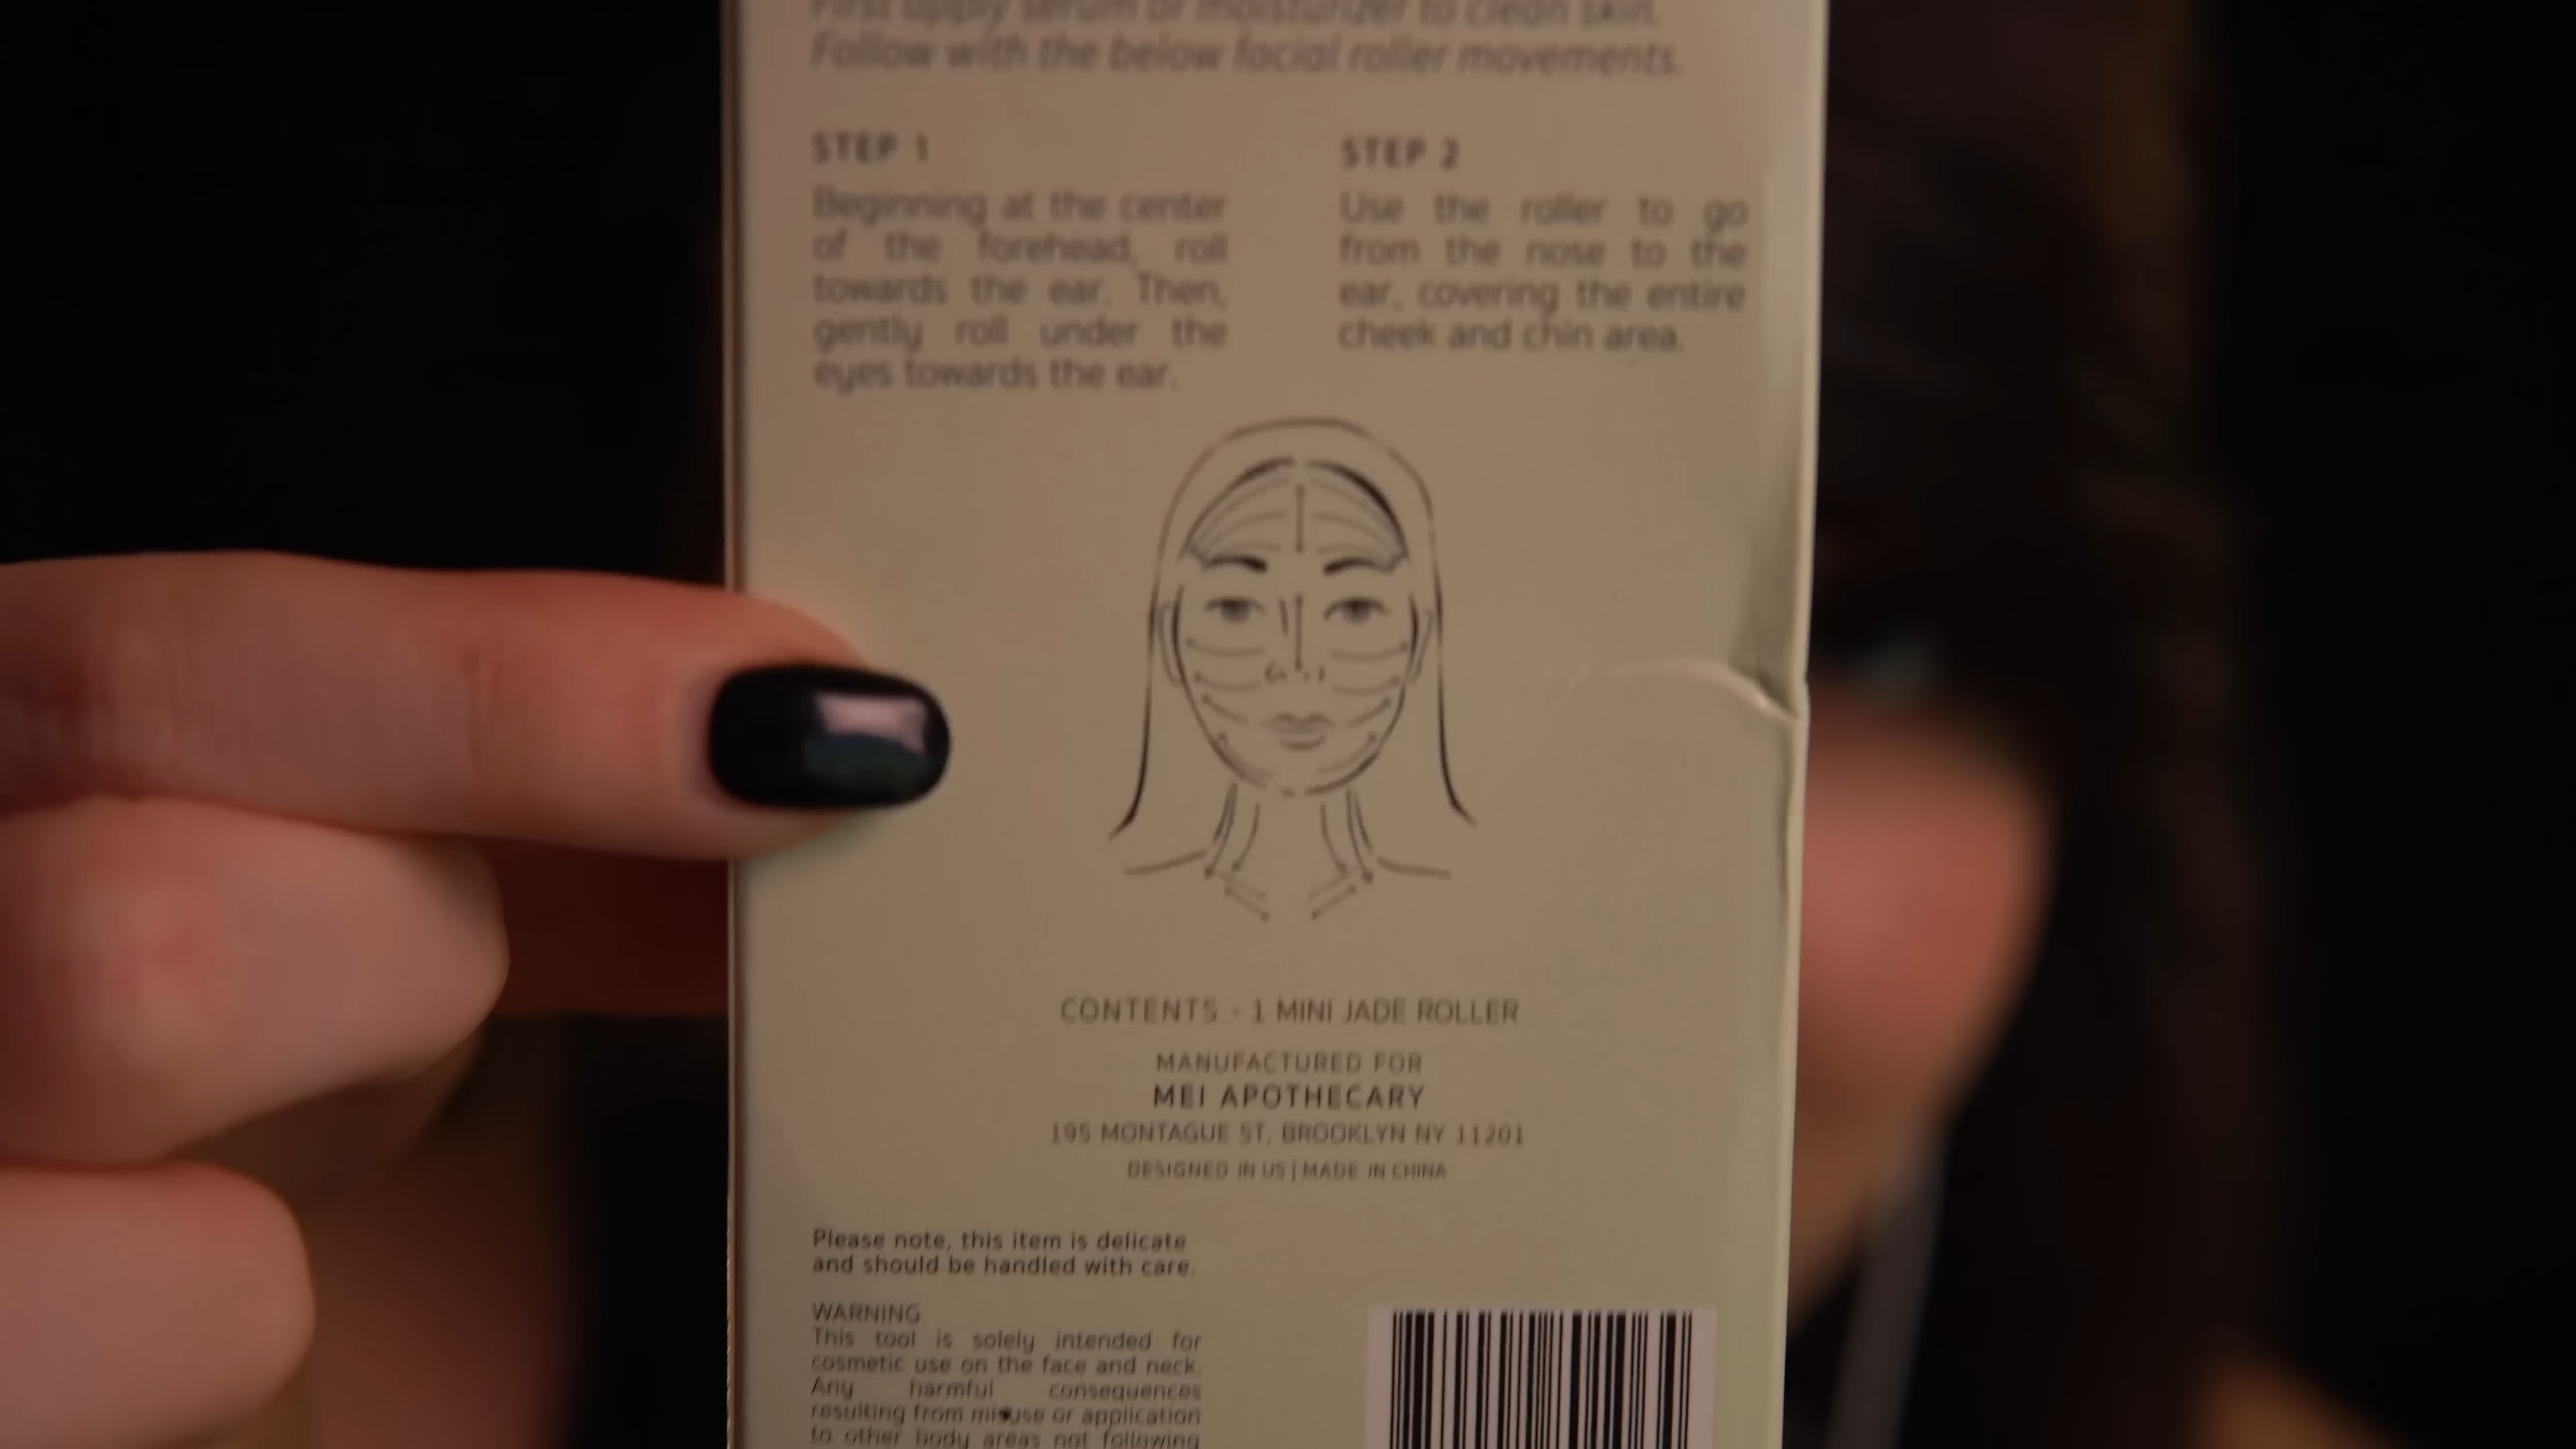 First apply serum or moisturizer to clean skin.
Follow with the below facial roller movements.
STEP 1
Beginning at the center
of the forehead, roll
towards the ear. Then,
gently roll under the
eyes towards the ear.
STEP 2
Use the roller to go
from the nose to the
ear, covering the entire
cheek and chin area.
CONTENTS - 1 MINI JADE ROLLER
MANUFACTURED FOR
MEI APOTHECARY
195 MONTAGUE ST, BROOKLYN NY 11201
DESIGNED IN US | MADE IN CHINA
Please note, this item is delicate
and should be handled with care.
WARNING
This tool is solely intended for
cosmetic use on the face and neck.
Any harmful consequences
resulting from misuse or application
to other body areas not following